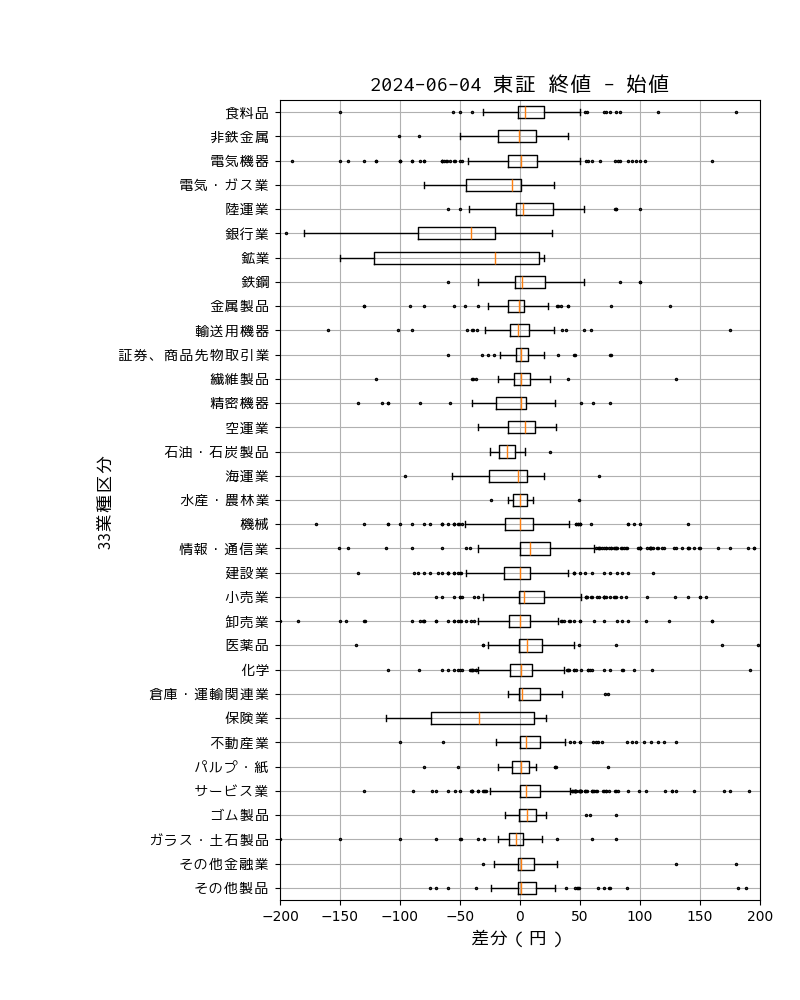 2024-06-04 東証 終値 - 始値
食料品
非鉄金属
電気機器
電気・ガス業
陸運業
銀行業
鉱業
鉄鋼
金属製品
輸送用機器
証券、商品先物取引業
繊維製品
精密機器
空運業
石油・石炭製品
海運業
水産・農林業
機械
情報・通信業
建設業
小売業
卸売業
医薬品
化学
倉庫・運輸関連業
保険業
不動産業
パルプ・紙
サービス業
ゴム製品
ガラス・土石製品
その他金融業
その他製品
33業種区分
−200 −150 −100 −50 0 50 100 150 200
差分 ( 円 )